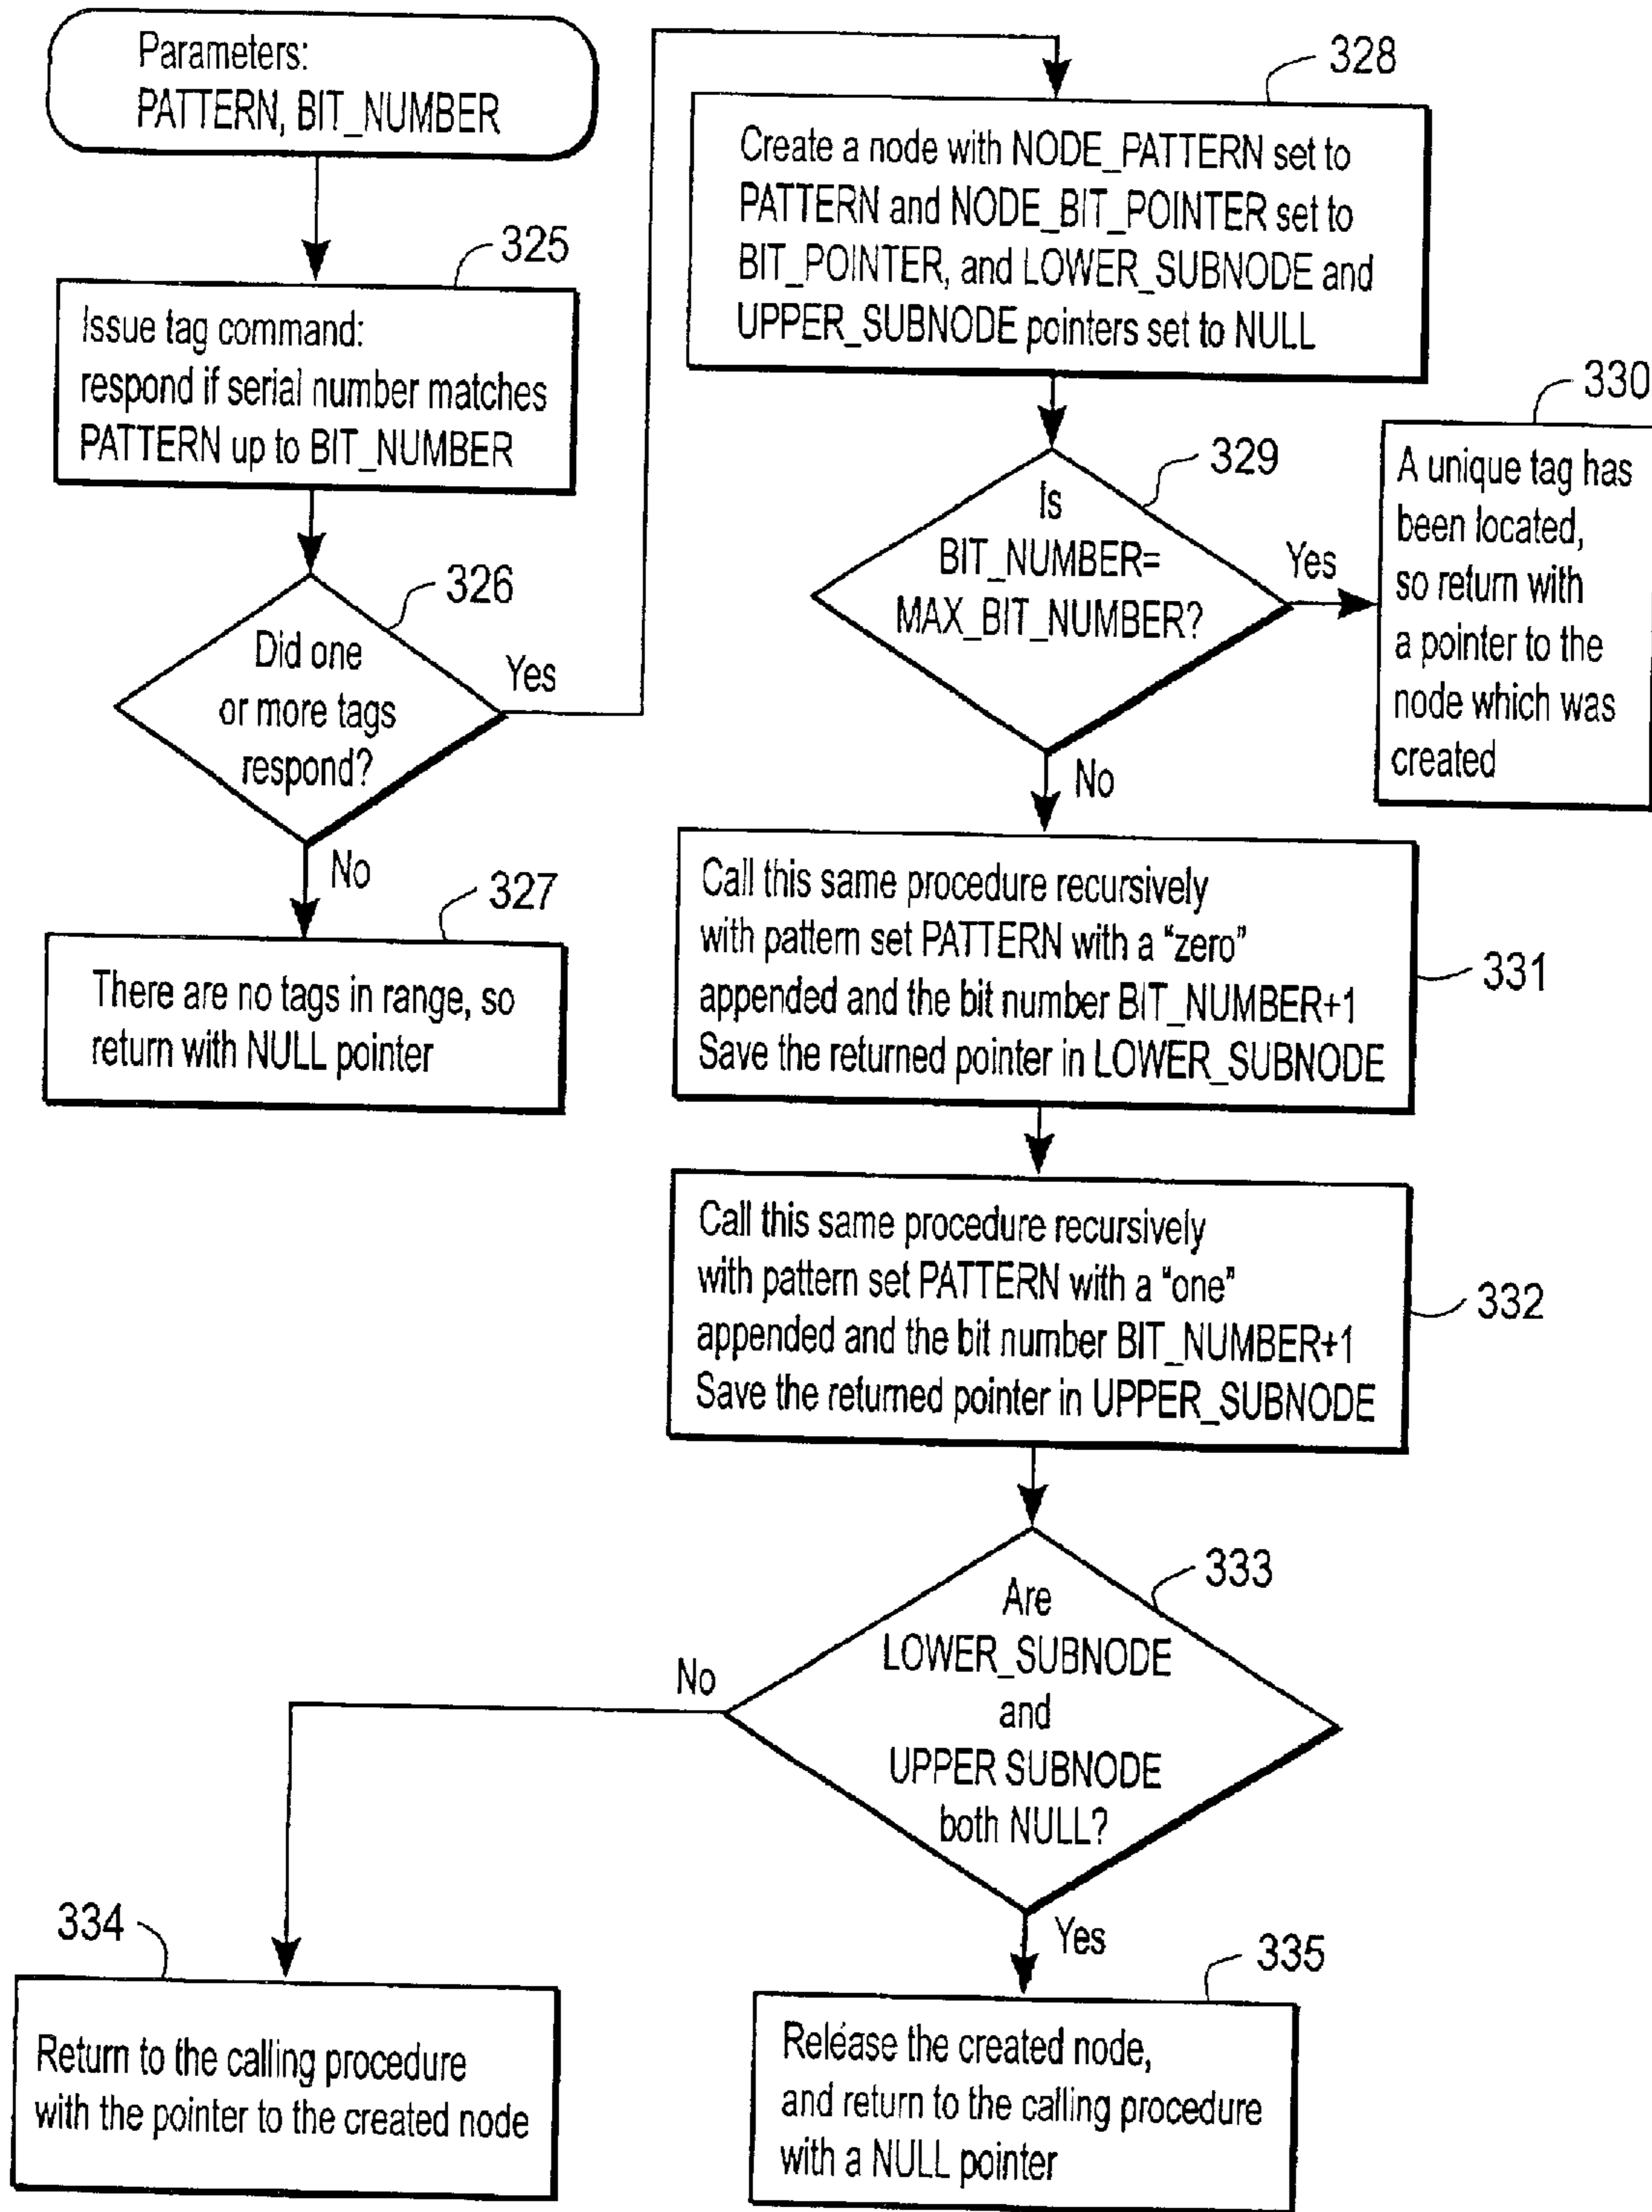 Parameters:
PATTERN, BIT_NUMBER
325
Issue tag command:
respond if serial number matches
PATTERN up to BIT_NUMBER
326
Did one
or more tags
respond?
Yes
No
327
There are no tags in range, so
return with NULL pointer
328
Create a node with NODE_PATTERN set to
PATTERN and NODE_BIT_POINTER set to
BIT_POINTER, and LOWER_SUBNODE and
UPPER_SUBNODE pointers set to NULL
329
Is
BIT_NUMBER=
MAX_BIT_NUMBER?
Yes
No
330
A unique tag has
been located,
so return with
a pointer to the
node which was
created
331
Call this same procedure recursively
with pattern set PATTERN with a "zero"
appended and the bit number BIT_NUMBER+1
Save the returned pointer in LOWER_SUBNODE
332
Call this same procedure recursively
with pattern set PATTERN with a "one"
appended and the bit number BIT_NUMBER+1
Save the returned pointer in UPPER_SUBNODE
333
Are
LOWER_SUBNODE
and
UPPER SUBNODE
both NULL?
No
Yes
334
Return to the calling procedure
with the pointer to the created node
335
Release the created node,
and return to the calling procedure
with a NULL pointer